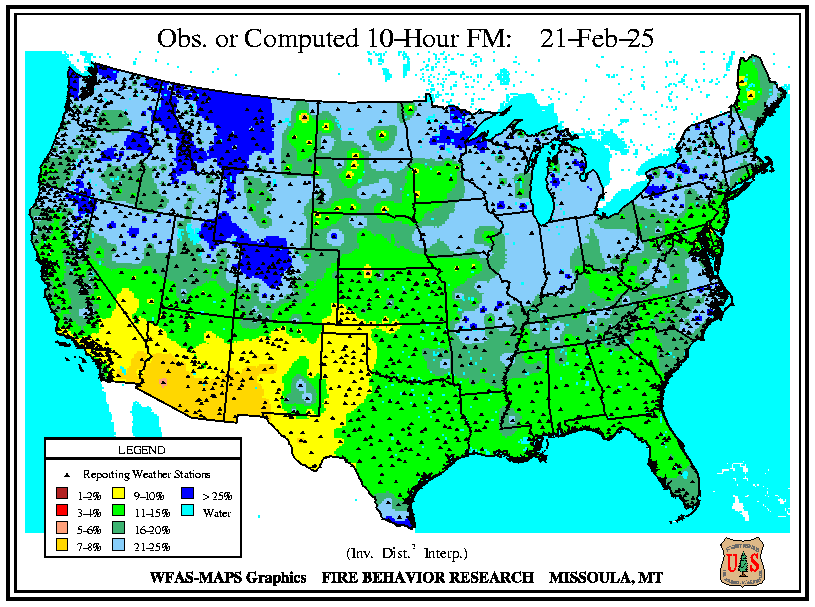 Obs. or Computed 10-Hour FM: 21-Feb-25
LEGEND
Reporting Weather Stations
1-2% 9-10% > 25%
3-4% 11-15% Water
5-6% 16-20%
7-8% 21-25%
(Inv. Dist.² Interp.)
WFAS-MAPS Graphics FIRE BEHAVIOR RESEARCH MISSOULA, MT
U S